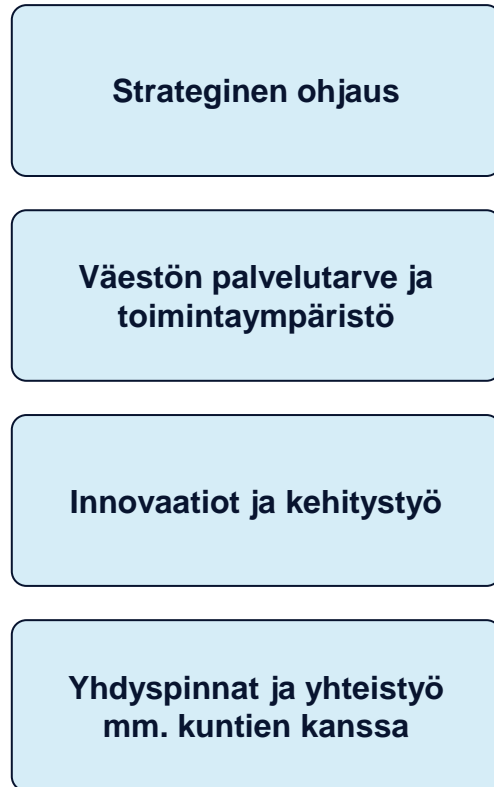 Strateginen ohjaus
Väestön palvelutarve ja
toimintaympäristö
Innovaatiot ja kehitystyö
Yhdyspinnat ja yhteistyö
mm. kuntien kanssa